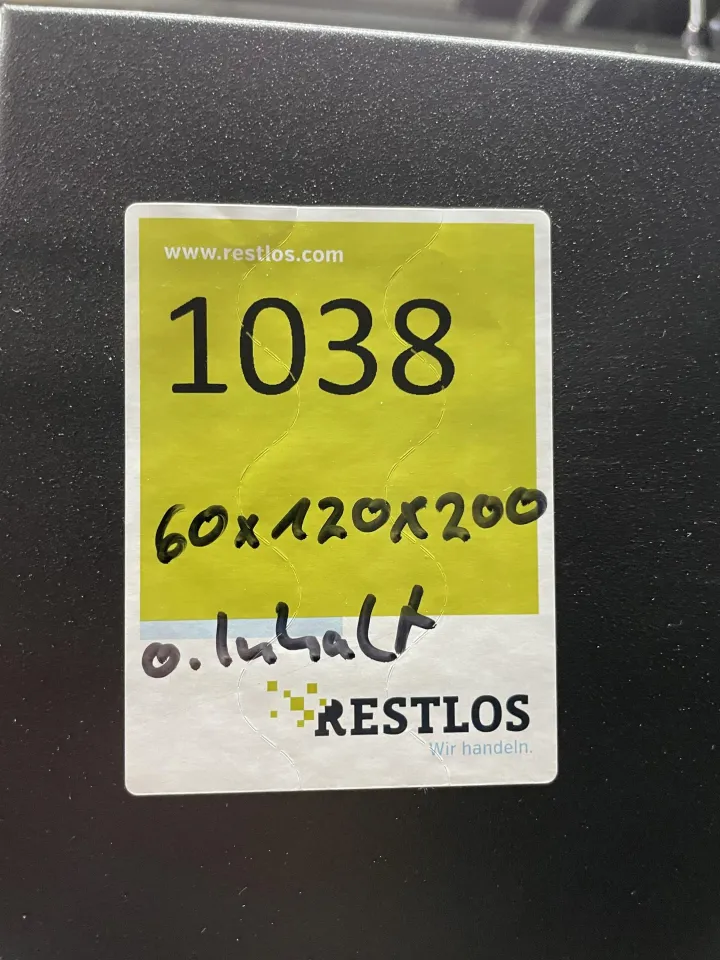 www.restlos.com
1038
60x120x200
o. Inhalt
RESTLOS
Wir handeln.